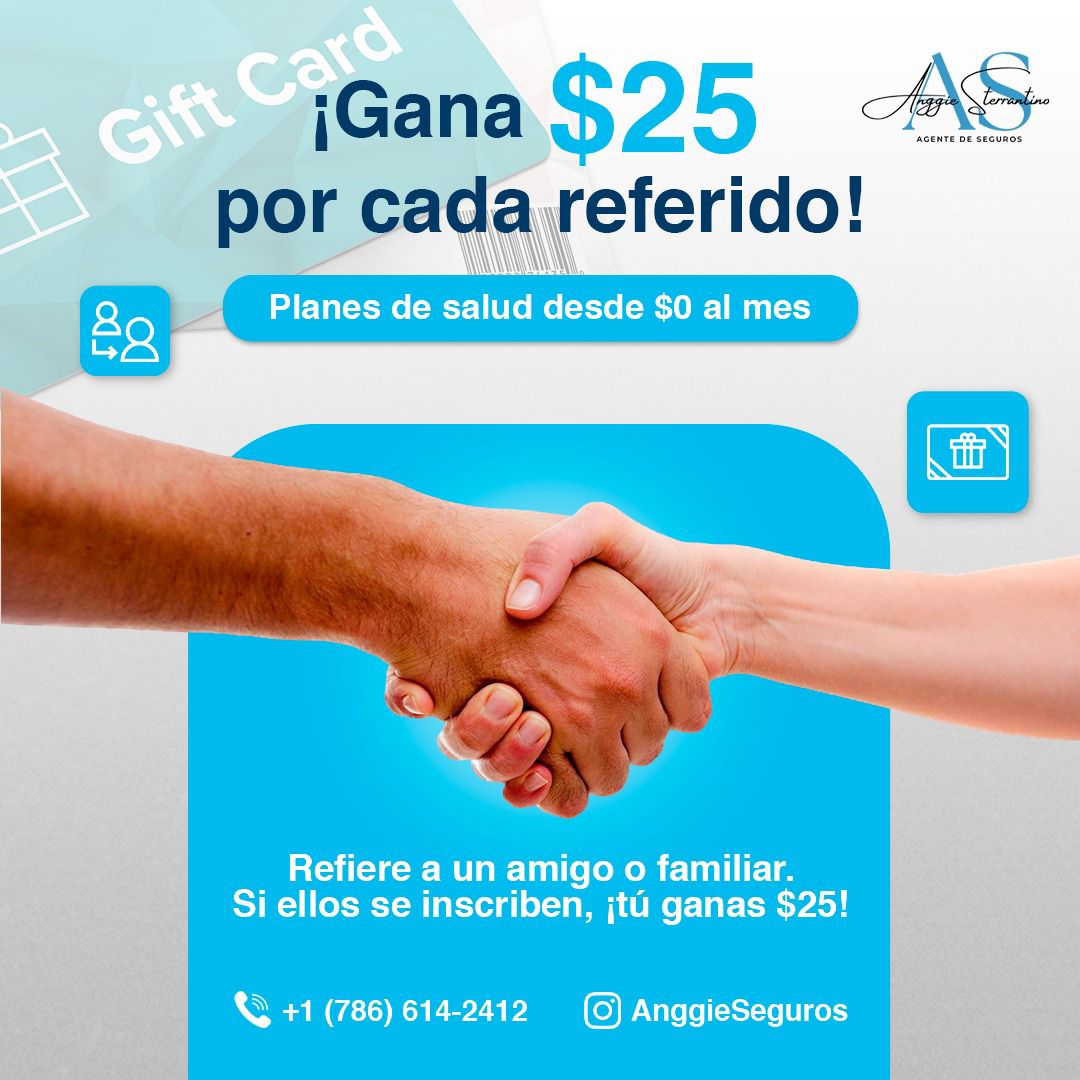 Gift Card
¡Gana $25
por cada referido!
AS
Anggie Sterrantino
AGENTE DE SEGUROS
Planes de salud desde $0 al mes
Refiere a un amigo o familiar.
Si ellos se inscriben, ¡tú ganas $25!
+1 (786) 614-2412
AnggieSeguros